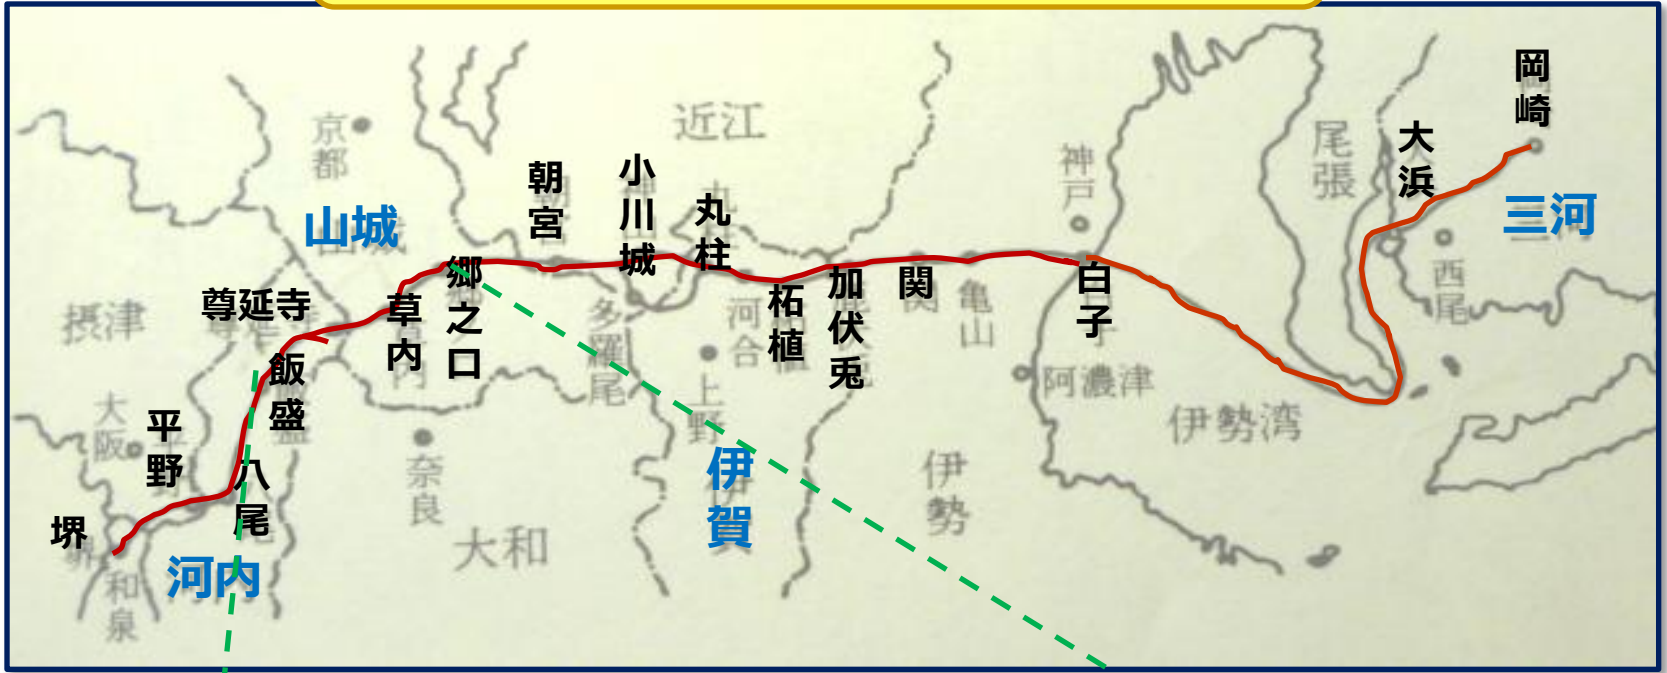 岡崎
大浜
三河
尾張
西尾
神戸
白子
阿濃津
伊勢湾
伊勢
亀山
関
加伏兎
柘植
河合
丸柱
近江
小川城
朝宮
多羅尾
上野
伊賀
郷之口
草内
山城
京都
尊延寺
飯盛
摂津
大阪
平野
八尾
奈良
大和
堺
河内
和泉